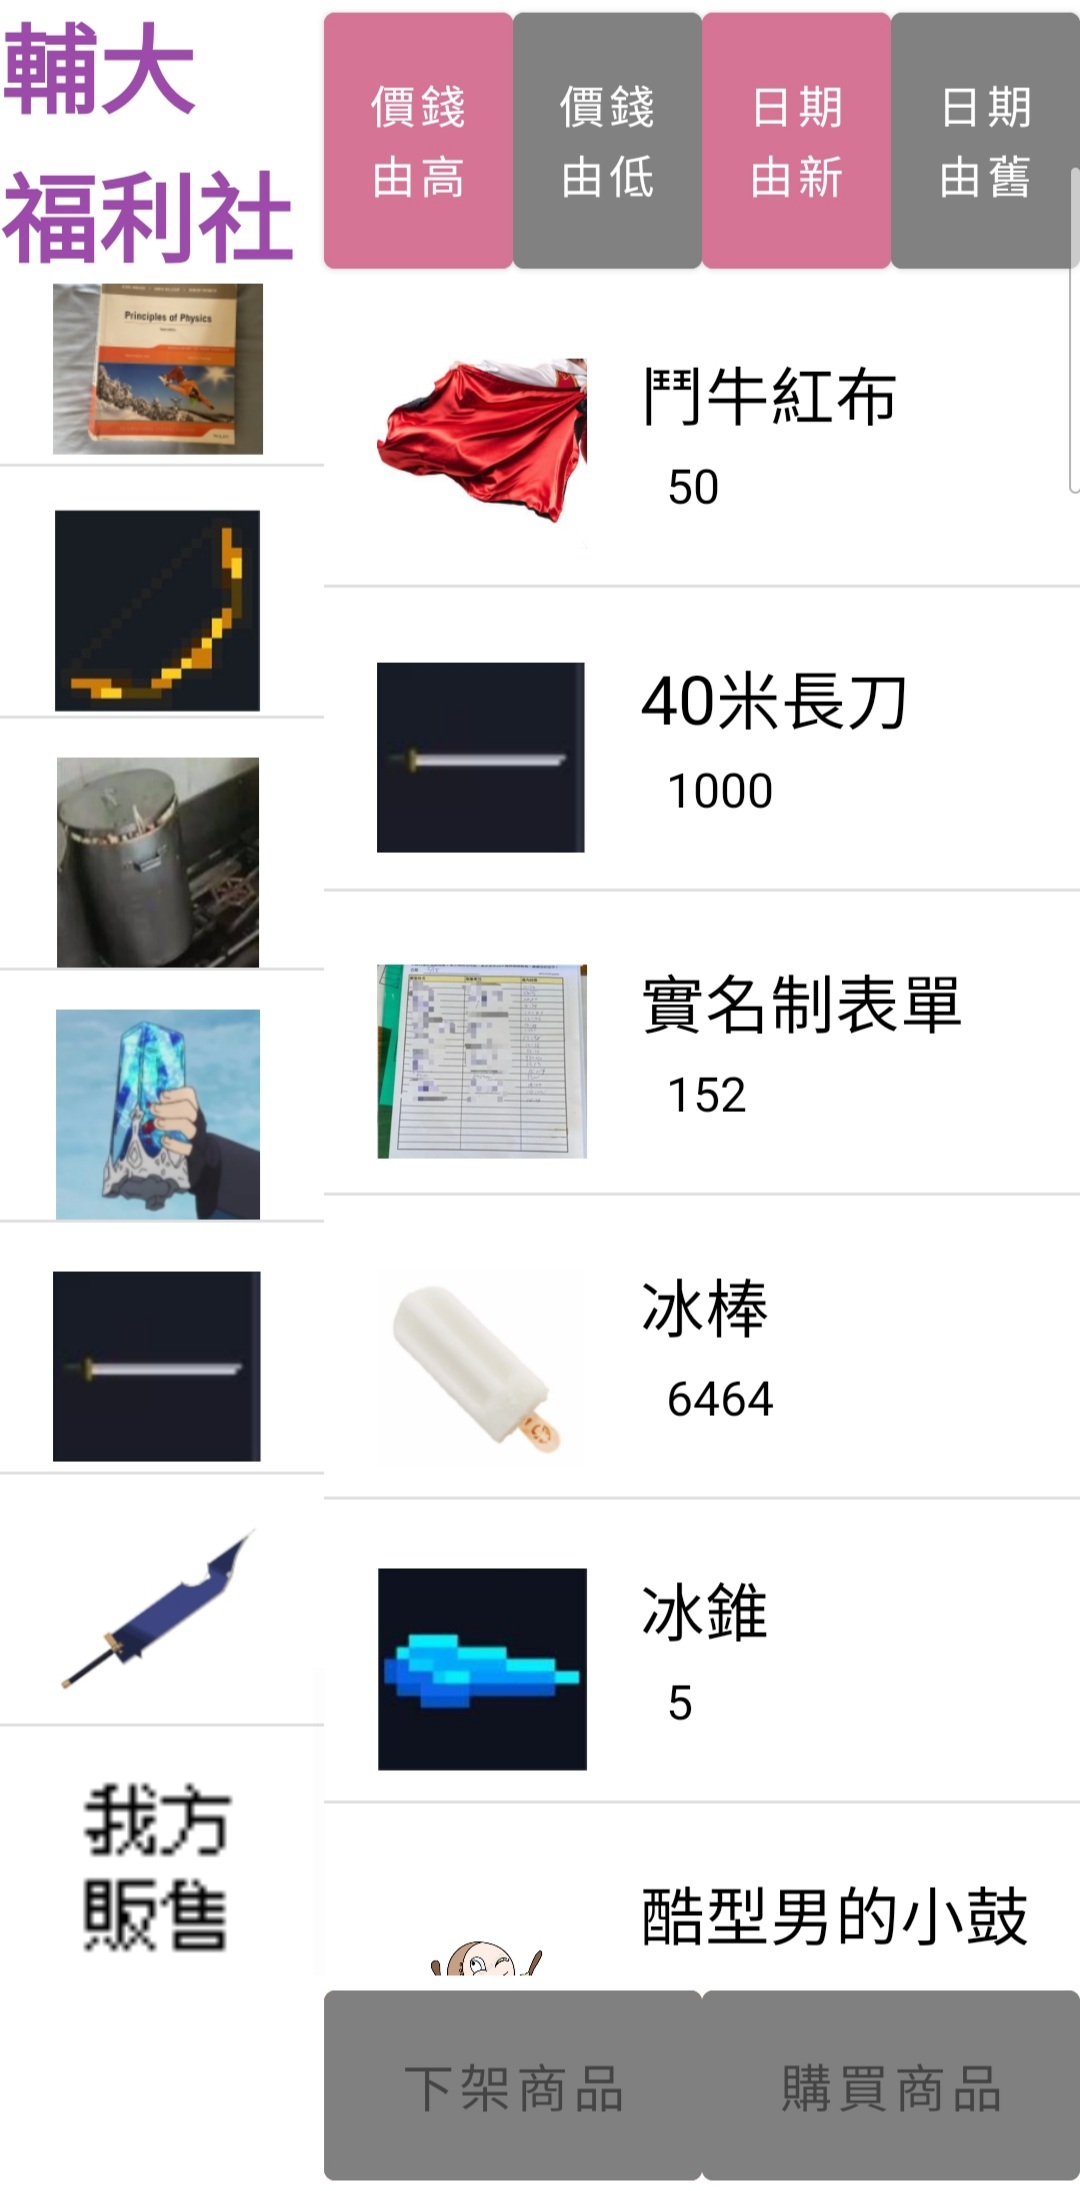 輔大
福利社
價錢
由高
價錢
由低
日期
由新
日期
由舊
Principles of Physics
我方
販售
鬥牛紅布
50
40米長刀
1000
實名制表單
152
冰棒
6464
冰錐
5
酷型男的小鼓
下架商品
購買商品